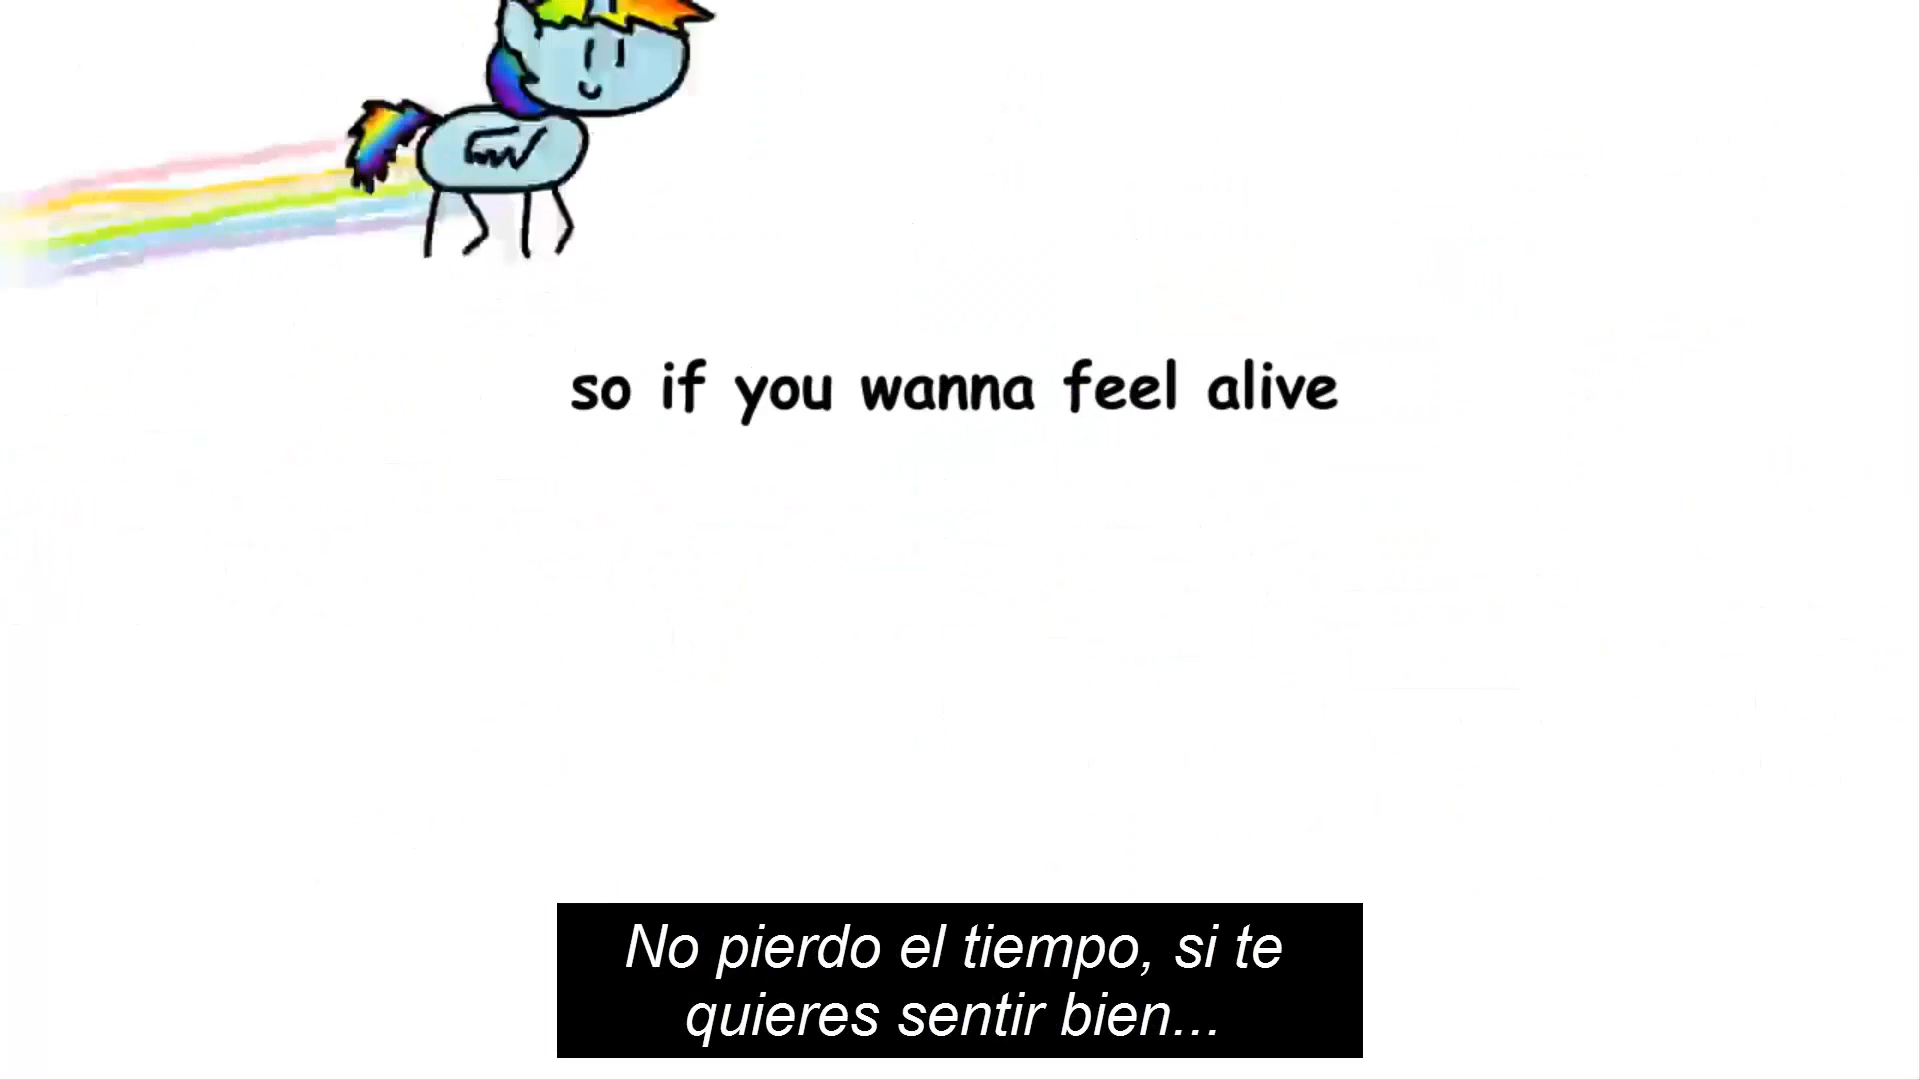 so if you wanna feel alive
No pierdo el tiempo, si te
quieres sentir bien...